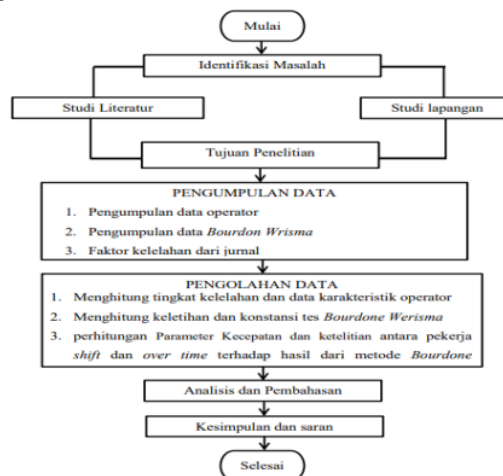 Mulai
Identifikasi Masalah
Studi Literatur
Studi lapangan
Tujuan Penelitian
PENGUMPULAN DATA
1. Pengumpulan data operator
2. Pengumpulan data Bourdon Wrisma
3. Faktor kelelahan dari jurnal
PENGOLAHAN DATA
1. Menghitung tingkat kelelahan dan data karakteristik operator
2. Menghitung keletihan dan konstansi tes Bourdone Werisma
3. perhitungan Parameter Kecepatan dan ketelitian antara pekerja
shift dan over time terhadap hasil dari metode Bourdone
Analisis dan Pembahasan
Kesimpulan dan saran
Selesai